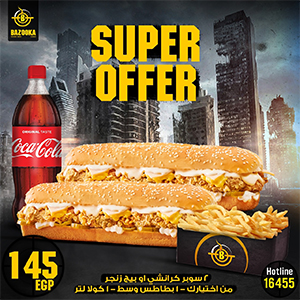 BAZOOKA
SUPER
OFFER
ORIGINAL TASTE
Coca-Cola
145
EGP
٢ سوبر كرانشي او بيج زنجر
من اختيارك - ١ بطاطس وسط - ١ كولا لتر
Hotline
16455